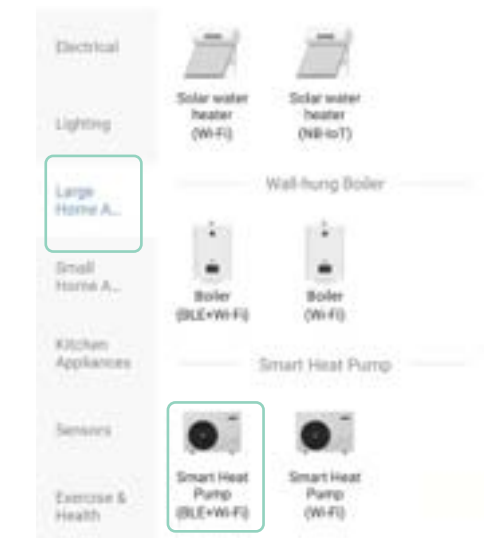 Electrical
Lighting
Large
Home A...
Small
Home A...
Kitchen
Appliances
Sensors
Exercise &
Health
Solar water
heater
(Wi-Fi)
Solar water
heater
(NB-IoT)
Wall-hung Boiler
Boiler
(BLE+Wi-Fi)
Boiler
(Wi-Fi)
Smart Heat Pump
Smart Heat
Pump
(BLE+Wi-Fi)
Smart Heat
Pump
(Wi-Fi)